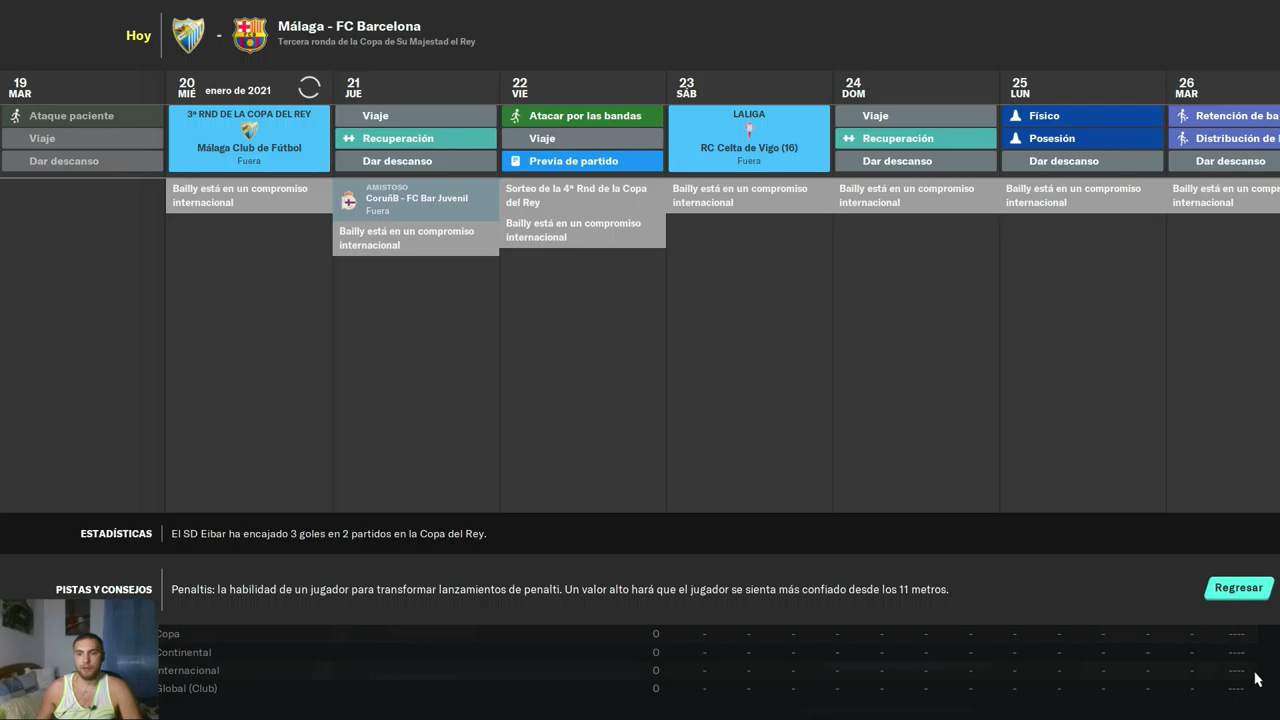 Hoy
-
Málaga - FC Barcelona
Tercera ronda de la Copa de Su Majestad el Rey
19
MAR
20
MIÉ
enero de 2021
21
JUE
22
VIE
23
SÁB
24
DOM
25
LUN
26
MAR
Ataque paciente
Viaje
Dar descanso
3ª RND DE LA COPA DEL REY
Málaga Club de Fútbol
Fuera
Bailly está en un compromiso
internacional
Viaje
Recuperación
Dar descanso
AMISTOSO
CoruñB - FC Bar Juvenil
Fuera
Bailly está en un compromiso
internacional
Atacar por las bandas
Viaje
Previa de partido
Sorteo de la 4ª Rnd de la Copa
del Rey
Bailly está en un compromiso
internacional
LALIGA
RC Celta de Vigo (16)
Fuera
Bailly está en un compromiso
internacional
Viaje
Recuperación
Dar descanso
Bailly está en un compromiso
internacional
Físico
Posesión
Dar descanso
Bailly está en un compromiso
internacional
Retención de ba
Distribución de
Dar descanso
Bailly está en un compr
internacional
ESTADÍSTICAS
El SD Eibar ha encajado 3 goles en 2 partidos en la Copa del Rey.
PISTAS Y CONSEJOS
Penaltis: la habilidad de un jugador para transformar lanzamientos de penalti. Un valor alto hará que el jugador se sienta más confiado desde los 11 metros.
Regresar
Copa 0 - - - - - - - - - - - - ----
Continental 0 - - - - - - - - - - - - ----
nternacional 0 - - - - - - - - - - - - ----
Global (Club) 0 - - - - - - - - - - - - ----